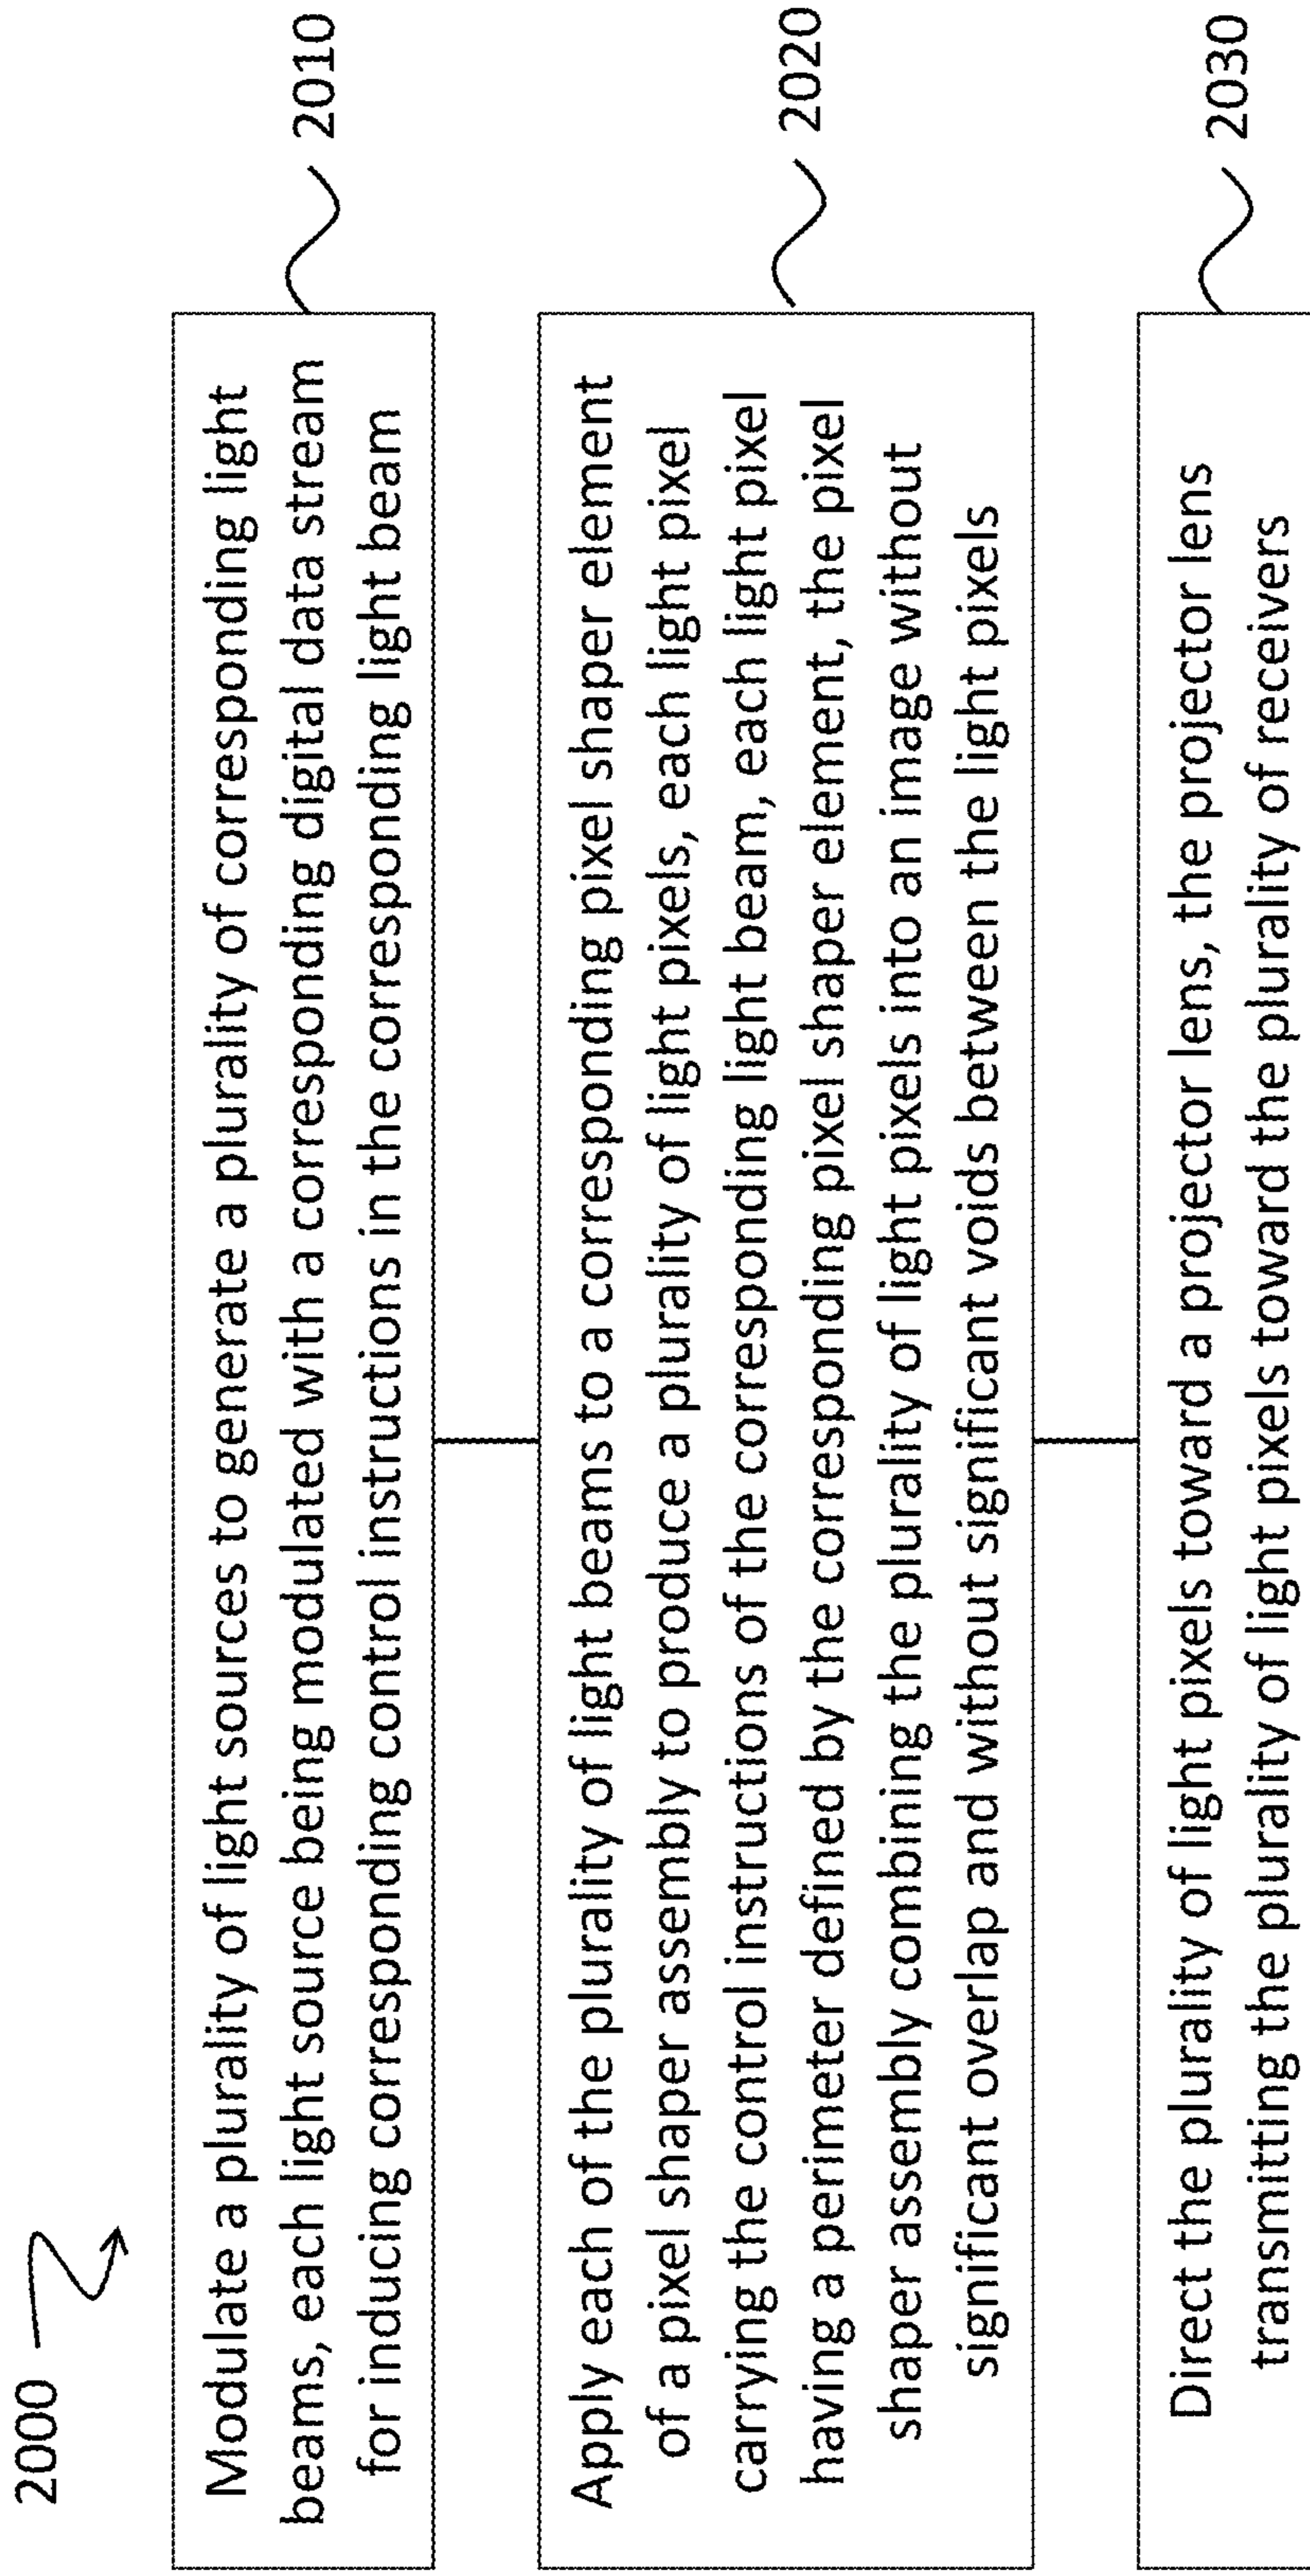 2000
Modulate a plurality of light sources to generate a plurality of corresponding light
beams, each light source being modulated with a corresponding digital data stream
for inducing corresponding control instructions in the corresponding light beam
2010
Apply each of the plurality of light beams to a corresponding pixel shaper element
of a pixel shaper assembly to produce a plurality of light pixels, each light pixel
carrying the control instructions of the corresponding light beam, each light pixel
having a perimeter defined by the corresponding pixel shaper element, the pixel
shaper assembly combining the plurality of light pixels into an image without
significant overlap and without significant voids between the light pixels
2020
Direct the plurality of light pixels toward a projector lens, the projector lens
transmitting the plurality of light pixels toward the plurality of receivers
2030